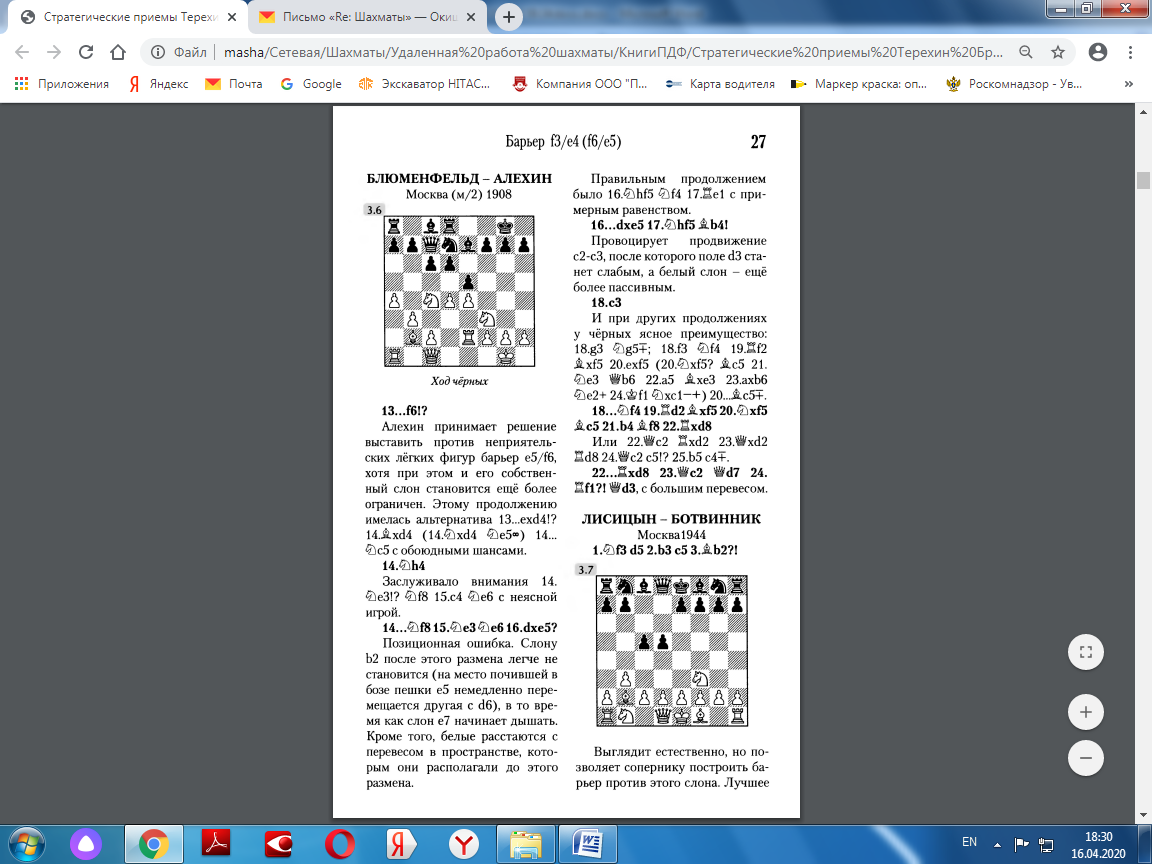 Стратегические приемы Терехи
Письмо «Re: Шахматы» — Окиш
Файл
masha/Сетевая/Шахматы/Удаленная%20работа%20шахматы/КнигиПДФ/Стратегические%20приемы%20Терехин%20Бр...
Приложения
Яндекс
Почта
Google
Экскаватор HITAC...
Компания ООО "П...
Карта водителя
Маркер краска: оп...
Роскомнадзор - Ув...
»
Барьер f3/e4 (f6/e5)
27
БЛЮМЕНФЕЛЬД – АЛЕХИН
Москва (м/2) 1908
3.6
Ход чёрных
13...f6!?
Алехин принимает решение
выставить против неприятель-
ских лёгких фигур барьер e5/f6,
хотя при этом и его собствен-
ный слон становится ещё более
ограничен. Этому продолжению
имелась альтернатива 13...exd4!?
14.♗xd4 (14.♘xd4 ♘e5∞) 14...
♘c5 с обоюдными шансами.
14.♘h4
Заслуживало внимания 14.
♘e3!? ♘f8 15.c4 ♘e6 с неясной
игрой.
14...♘f8 15.♘e3 ♘e6 16.dxe5?
Позиционная ошибка. Слону
b2 после этого размена легче не
становится (на место почившей в
бозе пешки e5 немедленно пере-
мещается другая с d6), в то вре-
мя как слон e7 начинает дышать.
Кроме того, белые расстаются с
перевесом в пространстве, кото-
рым они располагали до этого
размена.
Правильным продолжением
было 16.♘hf5 ♘f4 17.♖e1 с при-
мерным равенством.
16...dxe5 17.♘hf5 ♗b4!
Провоцирует продвижение
c2-c3, после которого поле d3 ста-
нет слабым, а белый слон – ещё
более пассивным.
18.c3
И при других продолжениях
у чёрных ясное преимущество:
18.g3 ♘g5∓; 18.f3 ♘f4 19.♖f2
♗xf5 20.exf5 (20.♘xf5? ♗c5 21.
♘e3 ♕b6 22.a5 ♗xe3 23.axb6
♘e2+ 24.♔f1 ♘xc1−+) 20...♗c5∓.
18...♘f4 19.♖d2 ♗xf5 20.♘xf5
♗c5 21.b4 ♗f8 22.♖xd8
Или 22.♕c2 ♖xd2 23.♕xd2
♖d8 24.♕c2 c5!? 25.b5 c4∓.
22...♖xd8 23.♕c2 ♕d7 24.
♖f1?! ♕d3, с большим перевесом.
ЛИСИЦЫН – БОТВИННИК
Москва1944
1.♘f3 d5 2.b3 c5 3.♗b2?!
3.7
Выглядит естественно, но по-
зволяет сопернику построить ба-
рьер против этого слона. Лучшее
EN
18:30
16.04.2020